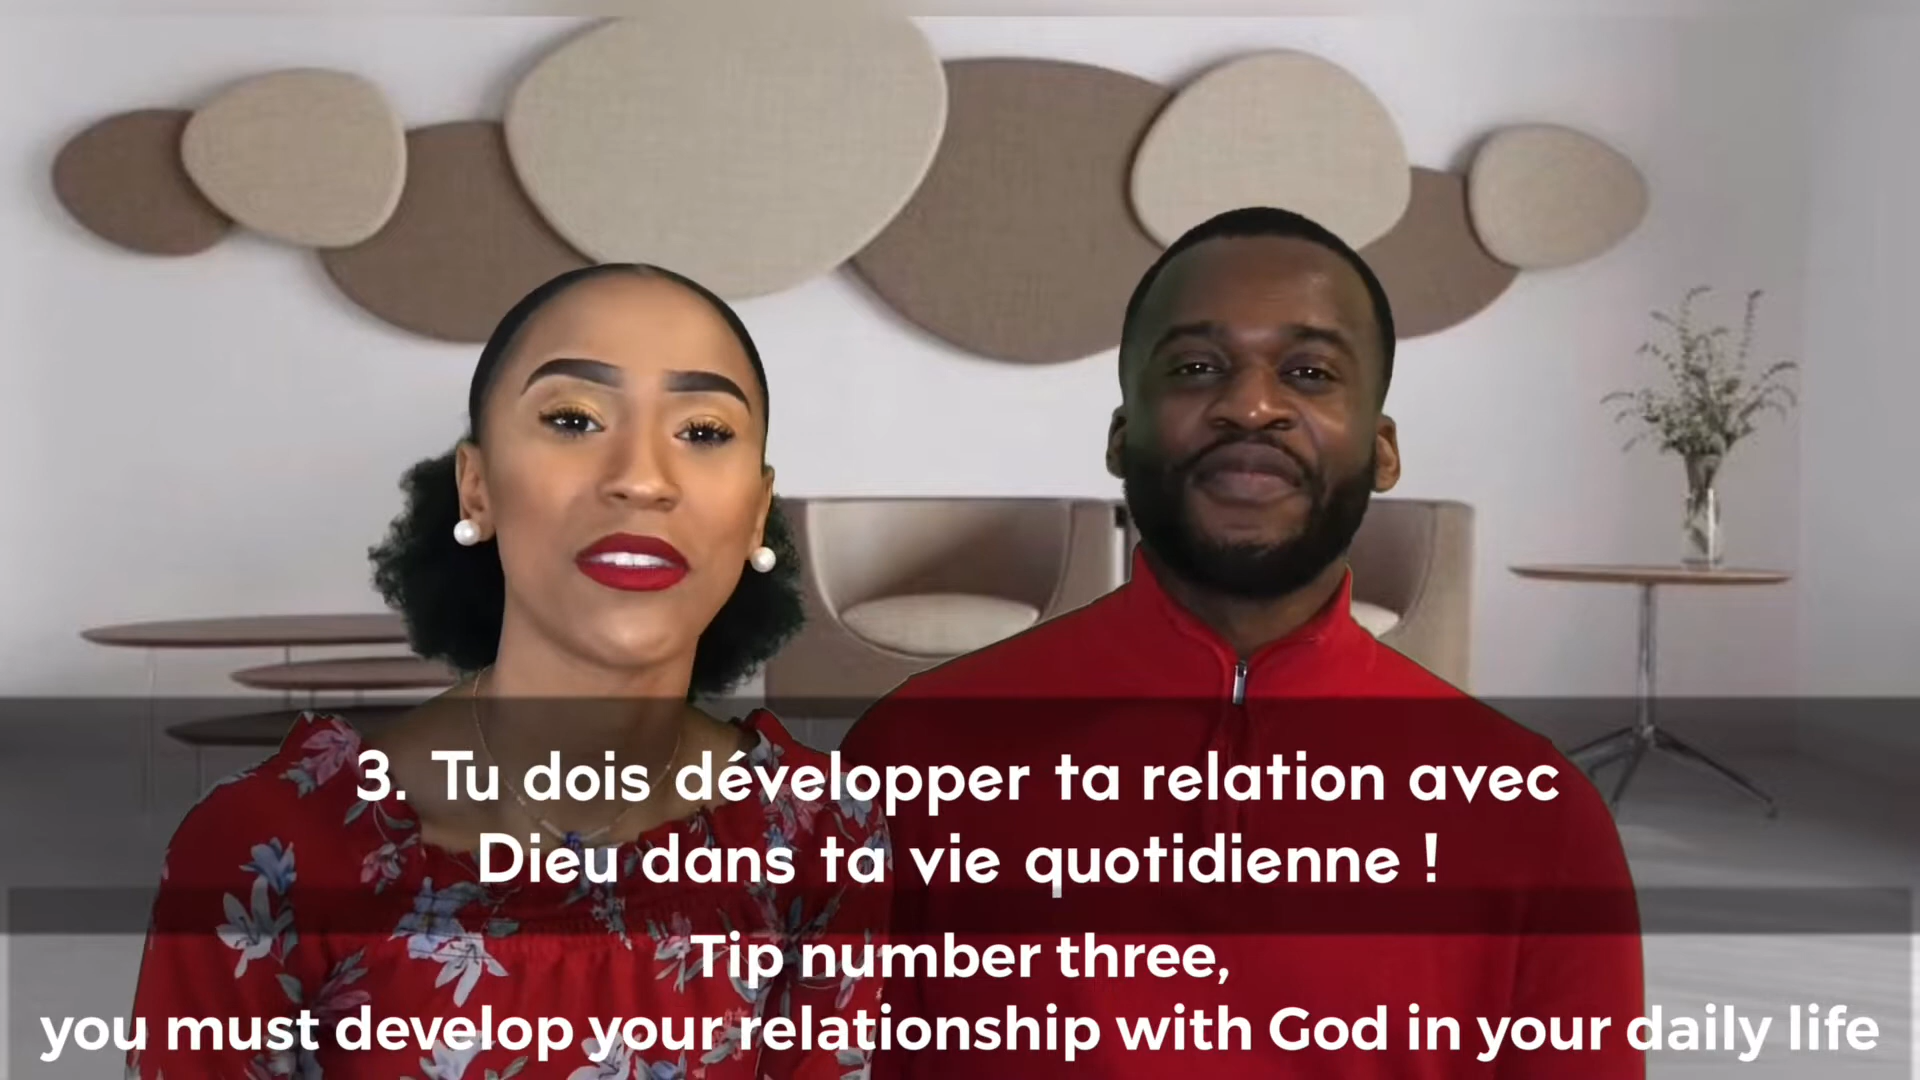 3. Tu dois développer ta relation avec
Dieu dans ta vie quotidienne !
Tip number three,
you must develop your relationship with God in your daily life